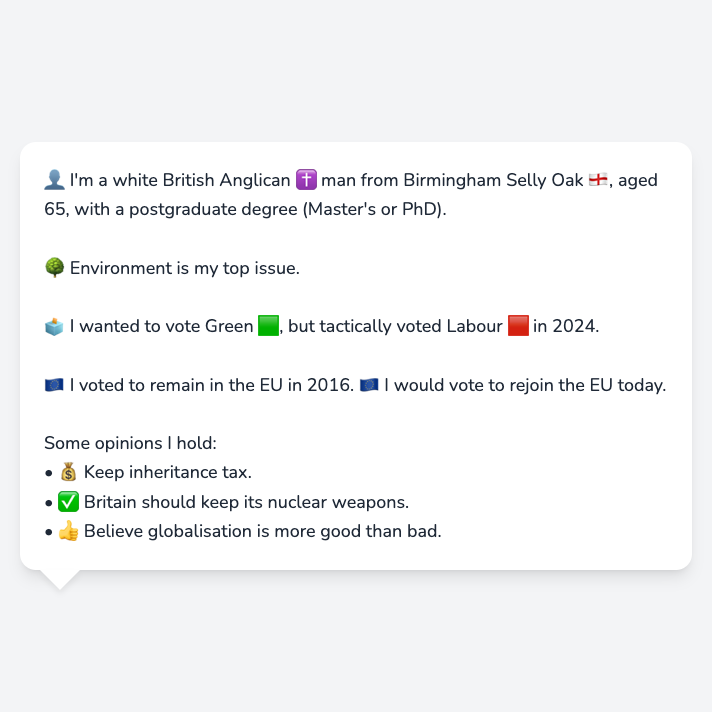 👤 I'm a white British Anglican ✝️ man from Birmingham Selly Oak 🏴󠁧󠁢󠁥󠁮󠁧󠁿, aged
65, with a postgraduate degree (Master's or PhD).
🌳 Environment is my top issue.
🗳️ I wanted to vote Green 🟩, but tactically voted Labour 🟥 in 2024.
🇪🇺 I voted to remain in the EU in 2016. 🇪🇺 I would vote to rejoin the EU today.
Some opinions I hold:
• 💰 Keep inheritance tax.
• ✅ Britain should keep its nuclear weapons.
• 👍 Believe globalisation is more good than bad.